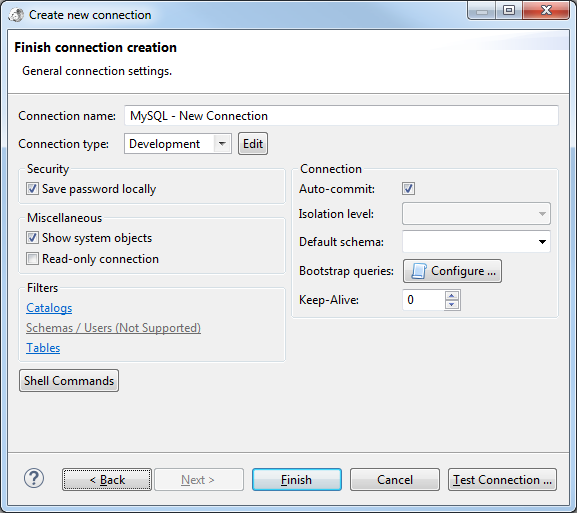 Create new connection
Finish connection creation
General connection settings.
Connection name: MySQL - New Connection
Connection type: Development Edit
Security
Save password locally
Miscellaneous
Show system objects
Read-only connection
Filters
Catalogs
Schemas / Users (Not Supported)
Tables
Shell Commands
Connection
Auto-commit:
Isolation level:
Default schema:
Bootstrap queries: Configure ...
Keep-Alive: 0
? < Back Next > Finish Cancel Test Connection ...